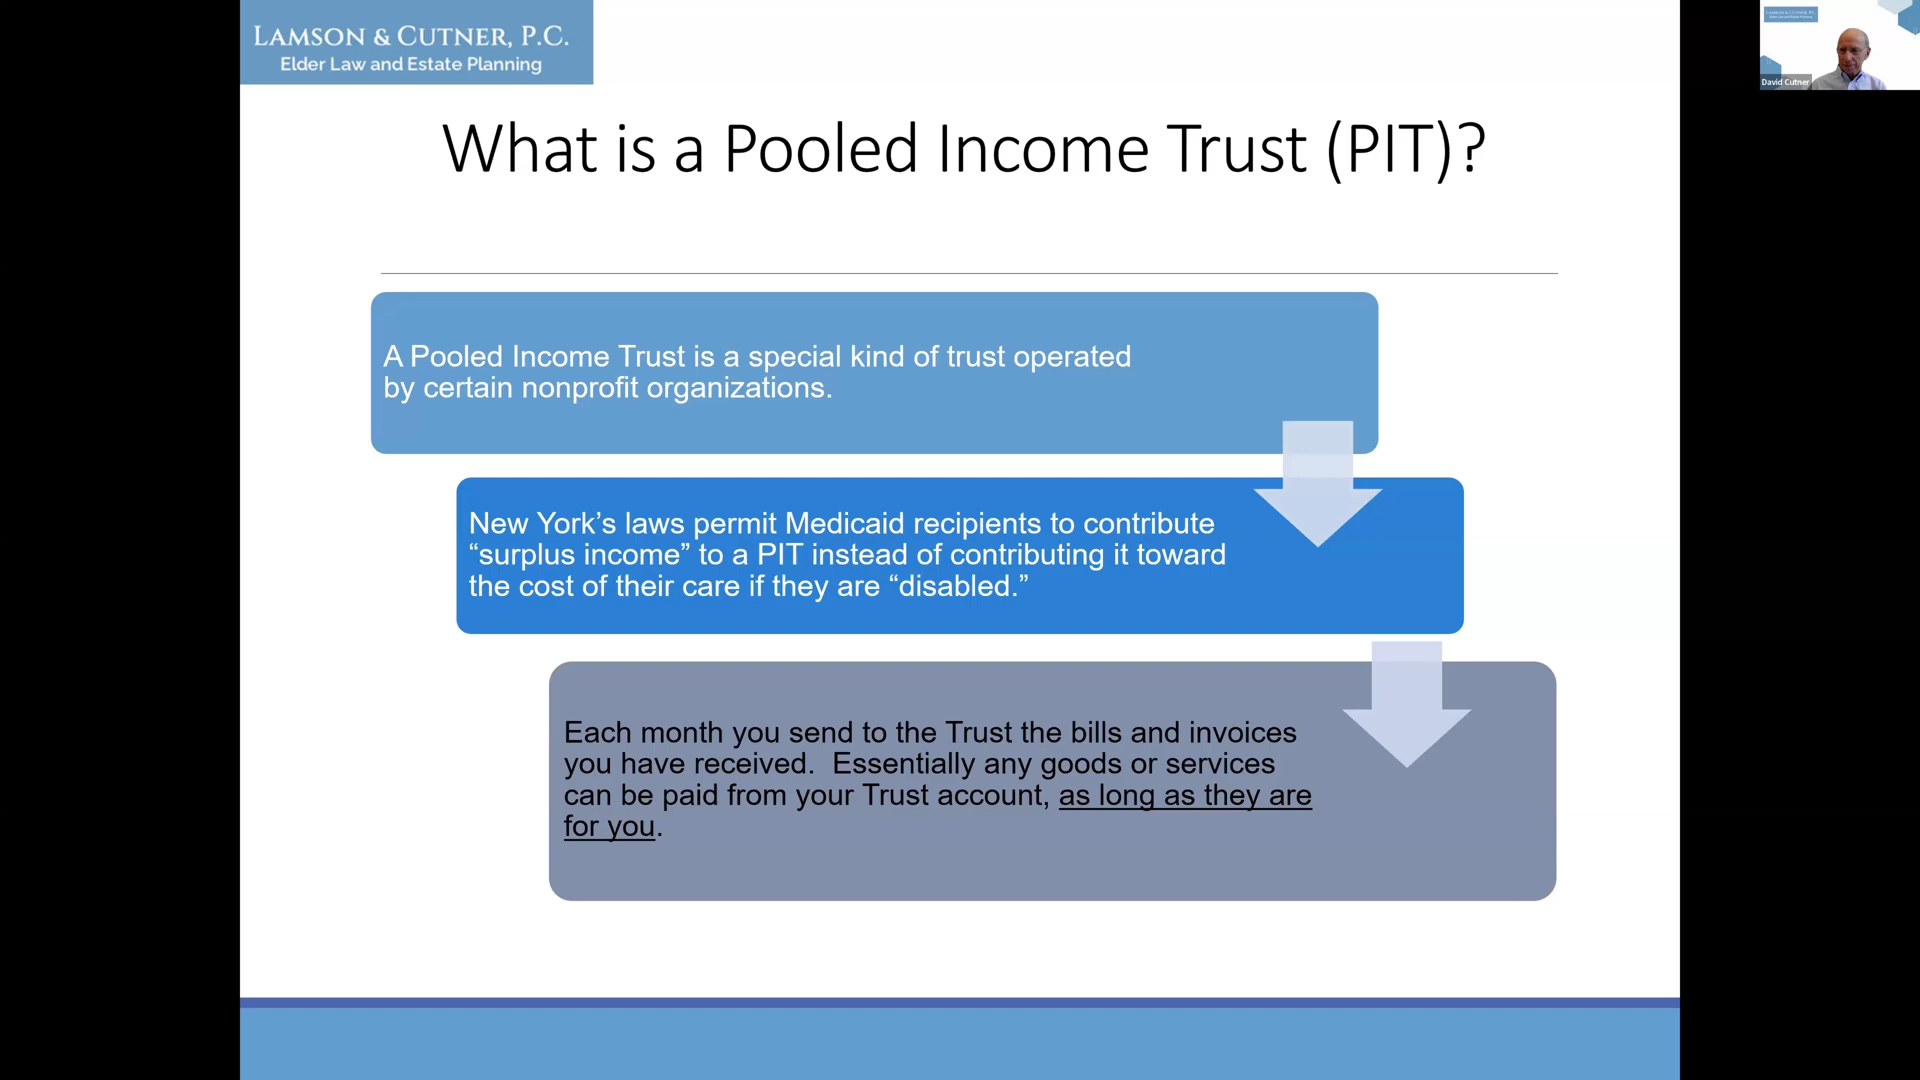 LAMSON & CUTNER, P.C.
Elder Law and Estate Planning
David Cutner
What is a Pooled Income Trust (PIT)?
A Pooled Income Trust is a special kind of trust operated
by certain nonprofit organizations.
New York’s laws permit Medicaid recipients to contribute
“surplus income” to a PIT instead of contributing it toward
the cost of their care if they are “disabled.”
Each month you send to the Trust the bills and invoices
you have received.  Essentially any goods or services
can be paid from your Trust account, as long as they are
for you.